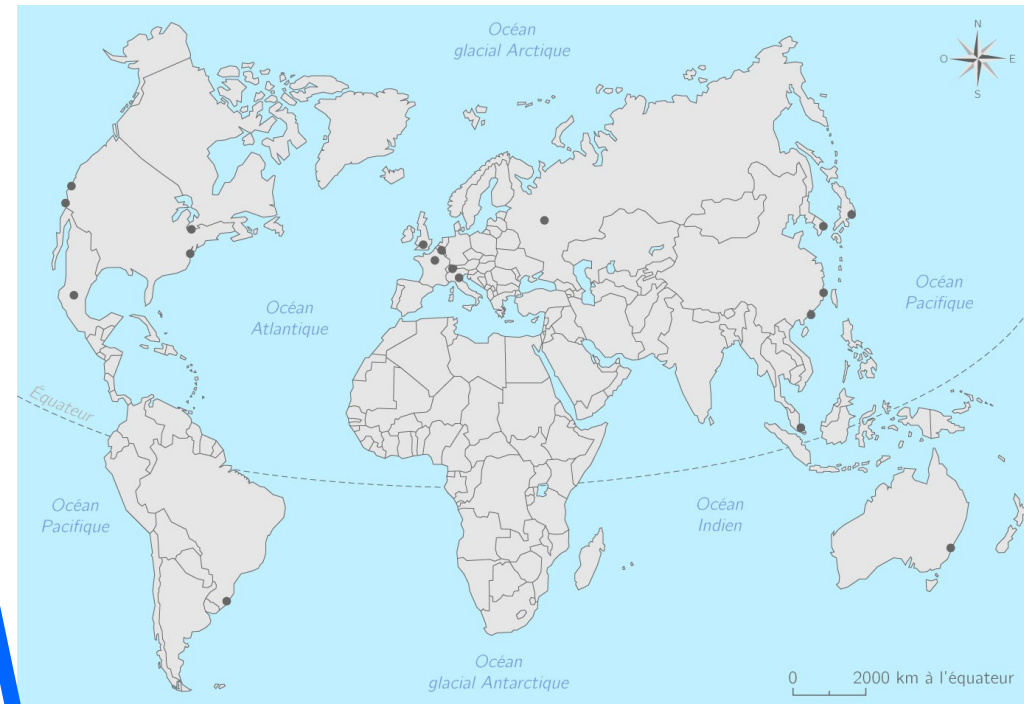 Océan
glacial Arctique
N
O
E
S
Océan
Atlantique
Océan
Pacifique
Équateur
Océan
Pacifique
Océan
Indien
Océan
glacial Antarctique
0
2000 km à l'équateur